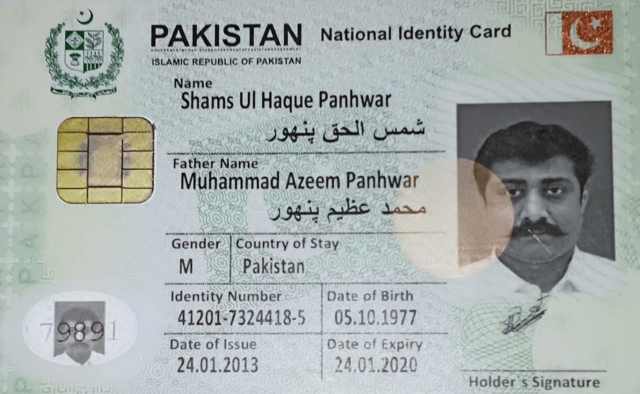 PAKISTAN National Identity Card
ISLAMIC REPUBLIC OF PAKISTAN
Name
Shams Ul Haque Panhwar
شمس الحق پنهور
Father Name
Muhammad Azeem Panhwar
محمد عظیم پنهور
Gender Country of Stay
M Pakistan
Identity Number Date of Birth
41201-7324418-5 05.10.1977
Date of Issue Date of Expiry
24.01.2013 24.01.2020
79891
Holder's Signature